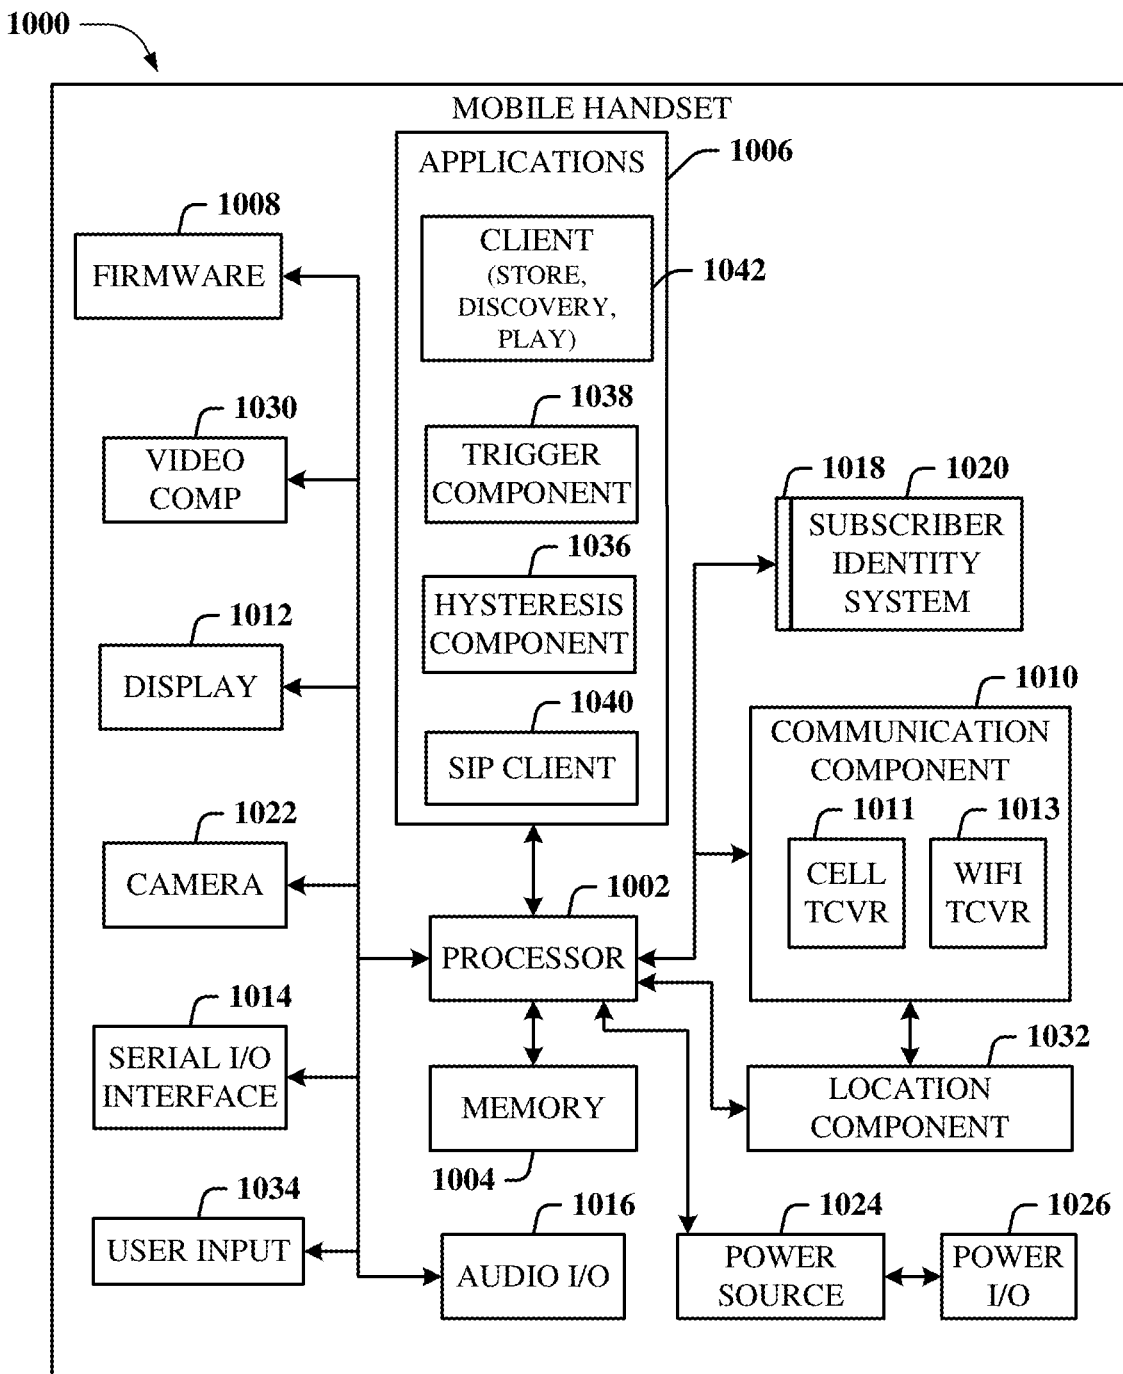 1000
MOBILE HANDSET
APPLICATIONS
1006
CLIENT
(STORE,
DISCOVERY,
PLAY)
1042
1038
TRIGGER
COMPONENT
1036
HYSTERESIS
COMPONENT
1040
SIP CLIENT
1008
FIRMWARE
1030
VIDEO
COMP
1012
DISPLAY
1022
CAMERA
1014
SERIAL I/O
INTERFACE
1034
USER INPUT
1002
PROCESSOR
MEMORY
1004
1016
AUDIO I/O
1018
1020
SUBSCRIBER
IDENTITY
SYSTEM
1010
COMMUNICATION
COMPONENT
1011
CELL
TCVR
1013
WIFI
TCVR
1032
LOCATION
COMPONENT
1024
POWER
SOURCE
1026
POWER
I/O